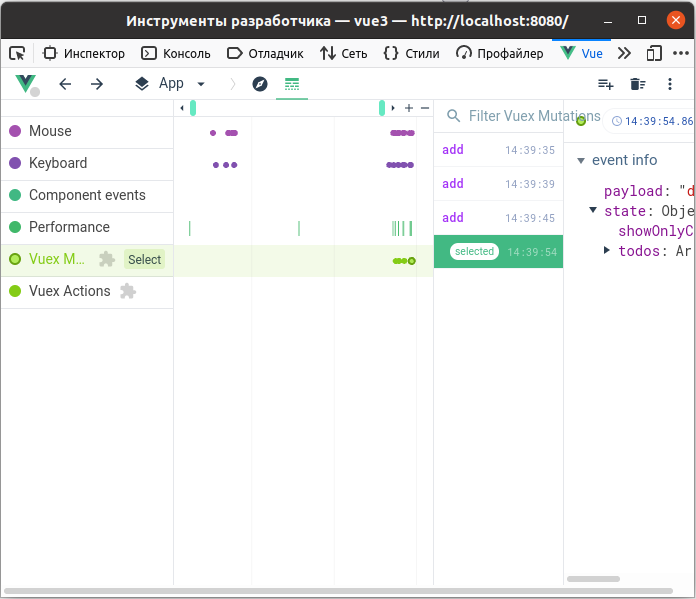 Инструменты разработчика — vue3 — http://localhost:8080/
Инспектор Консоль Отладчик Сеть Стили Профайлер Vue
App
Mouse
Keyboard
Component events
Performance
Vuex M... Select
Vuex Actions
Filter Vuex Mutations
add 14:39:35
add 14:39:39
add 14:39:45
selected 14:39:54
14:39:54.86
event info
payload: "d
state: Obje
showOnlyC
todos: Ar